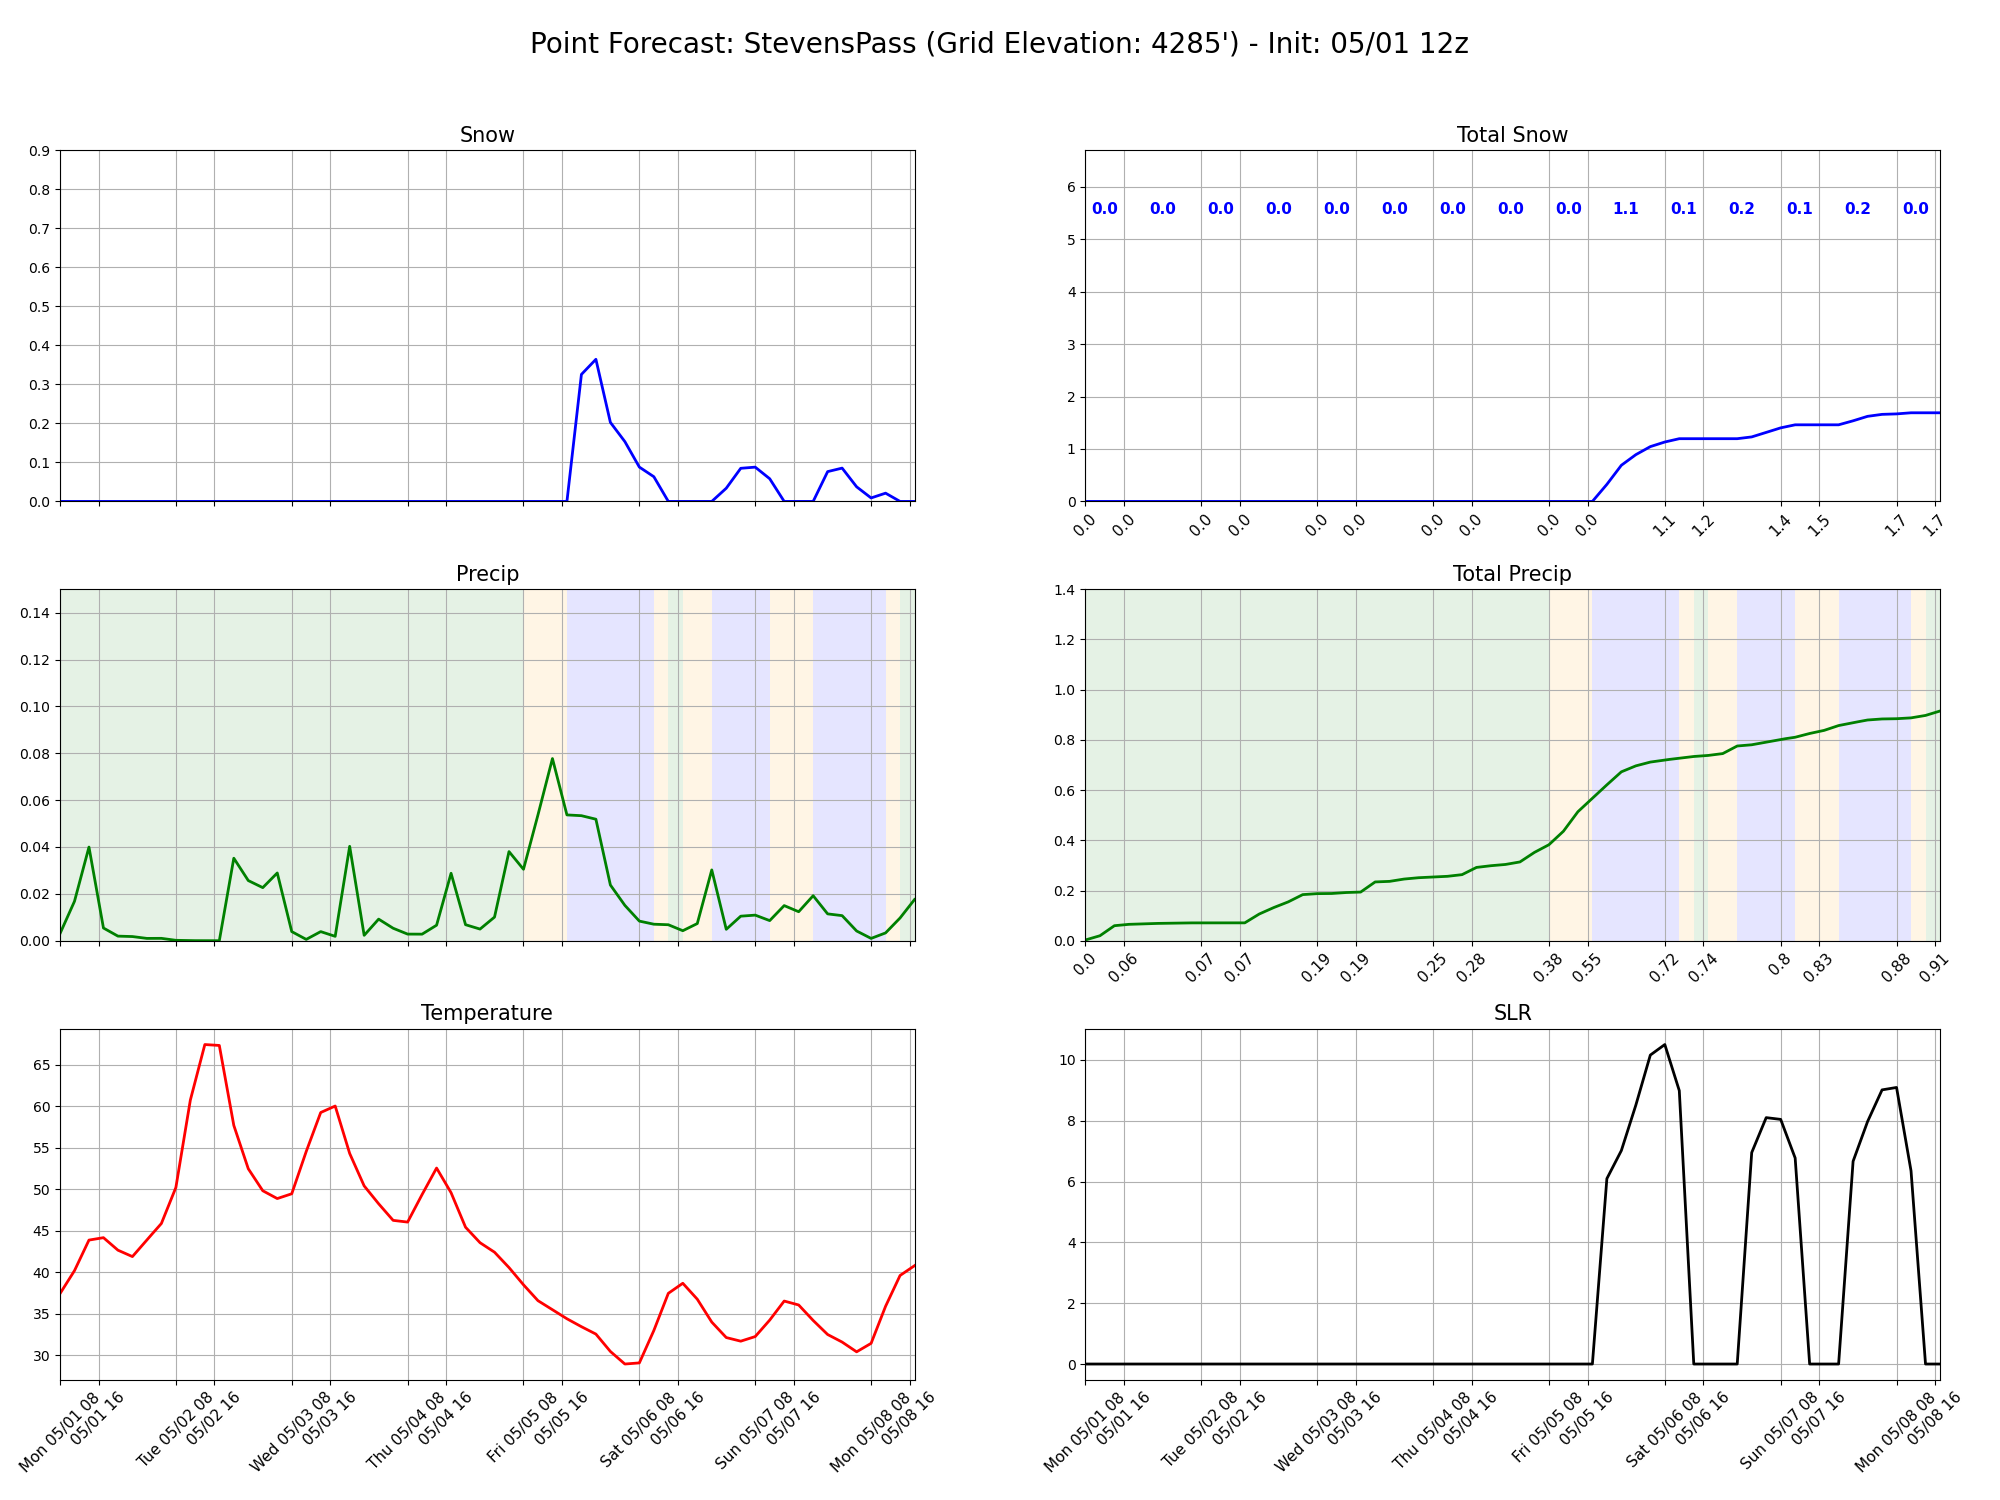 Point Forecast: StevensPass (Grid Elevation: 4285') - Init: 05/01 12z
Snow
0.9
0.8
0.7
0.6
0.5
0.4
0.3
0.2
0.1
0.0
Total Snow
6
5
4
3
2
1
0
0.0 0.0 0.0 0.0 0.0 0.0 0.0 0.0 0.0 1.1 0.1 0.2 0.1 0.2 0.0
0.0 0.0 0.0 0.0 0.0 0.0 0.0 0.0 0.0 0.0 1.1 1.2 1.4 1.5 1.7 1.7
Precip
0.14
0.12
0.10
0.08
0.06
0.04
0.02
0.00
Total Precip
1.4
1.2
1.0
0.8
0.6
0.4
0.2
0.0
0.0 0.06 0.07 0.07 0.19 0.19 0.25 0.28 0.38 0.55 0.72 0.74 0.8 0.83 0.88 0.91
Temperature
65
60
55
50
45
40
35
30
Mon 05/01 08
05/01 16
Tue 05/02 08
05/02 16
Wed 05/03 08
05/03 16
Thu 05/04 08
05/04 16
Fri 05/05 08
05/05 16
Sat 05/06 08
05/06 16
Sun 05/07 08
05/07 16
Mon 05/08 08
05/08 16
SLR
10
8
6
4
2
0
Mon 05/01 08
05/01 16
Tue 05/02 08
05/02 16
Wed 05/03 08
05/03 16
Thu 05/04 08
05/04 16
Fri 05/05 08
05/05 16
Sat 05/06 08
05/06 16
Sun 05/07 08
05/07 16
Mon 05/08 08
05/08 16